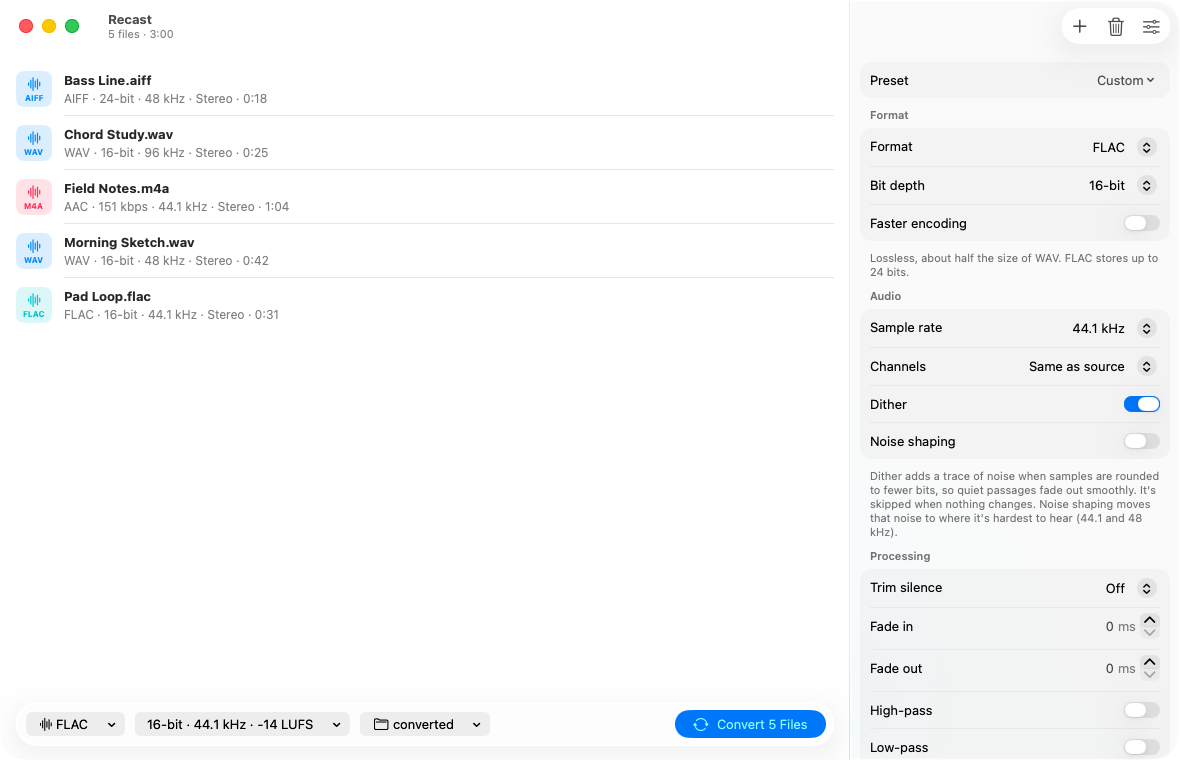 Recast
5 files · 3:00
AIFF
Bass Line.aiff
AIFF · 24-bit · 48 kHz · Stereo · 0:18
WAV
Chord Study.wav
WAV · 16-bit · 96 kHz · Stereo · 0:25
M4A
Field Notes.m4a
AAC · 151 kbps · 44.1 kHz · Stereo · 1:04
WAV
Morning Sketch.wav
WAV · 16-bit · 48 kHz · Stereo · 0:42
FLAC
Pad Loop.flac
FLAC · 16-bit · 44.1 kHz · Stereo · 0:31
FLAC
16-bit · 44.1 kHz · -14 LUFS
converted
Convert 5 Files
Preset Custom
Format
Format FLAC
Bit depth 16-bit
Faster encoding
Lossless, about half the size of WAV. FLAC stores up to
24 bits.
Audio
Sample rate 44.1 kHz
Channels Same as source
Dither
Noise shaping
Dither adds a trace of noise when samples are rounded
to fewer bits, so quiet passages fade out smoothly. It's
skipped when nothing changes. Noise shaping moves
that noise to where it's hardest to hear (44.1 and 48
kHz).
Processing
Trim silence Off
Fade in 0 ms
Fade out 0 ms
High-pass
Low-pass